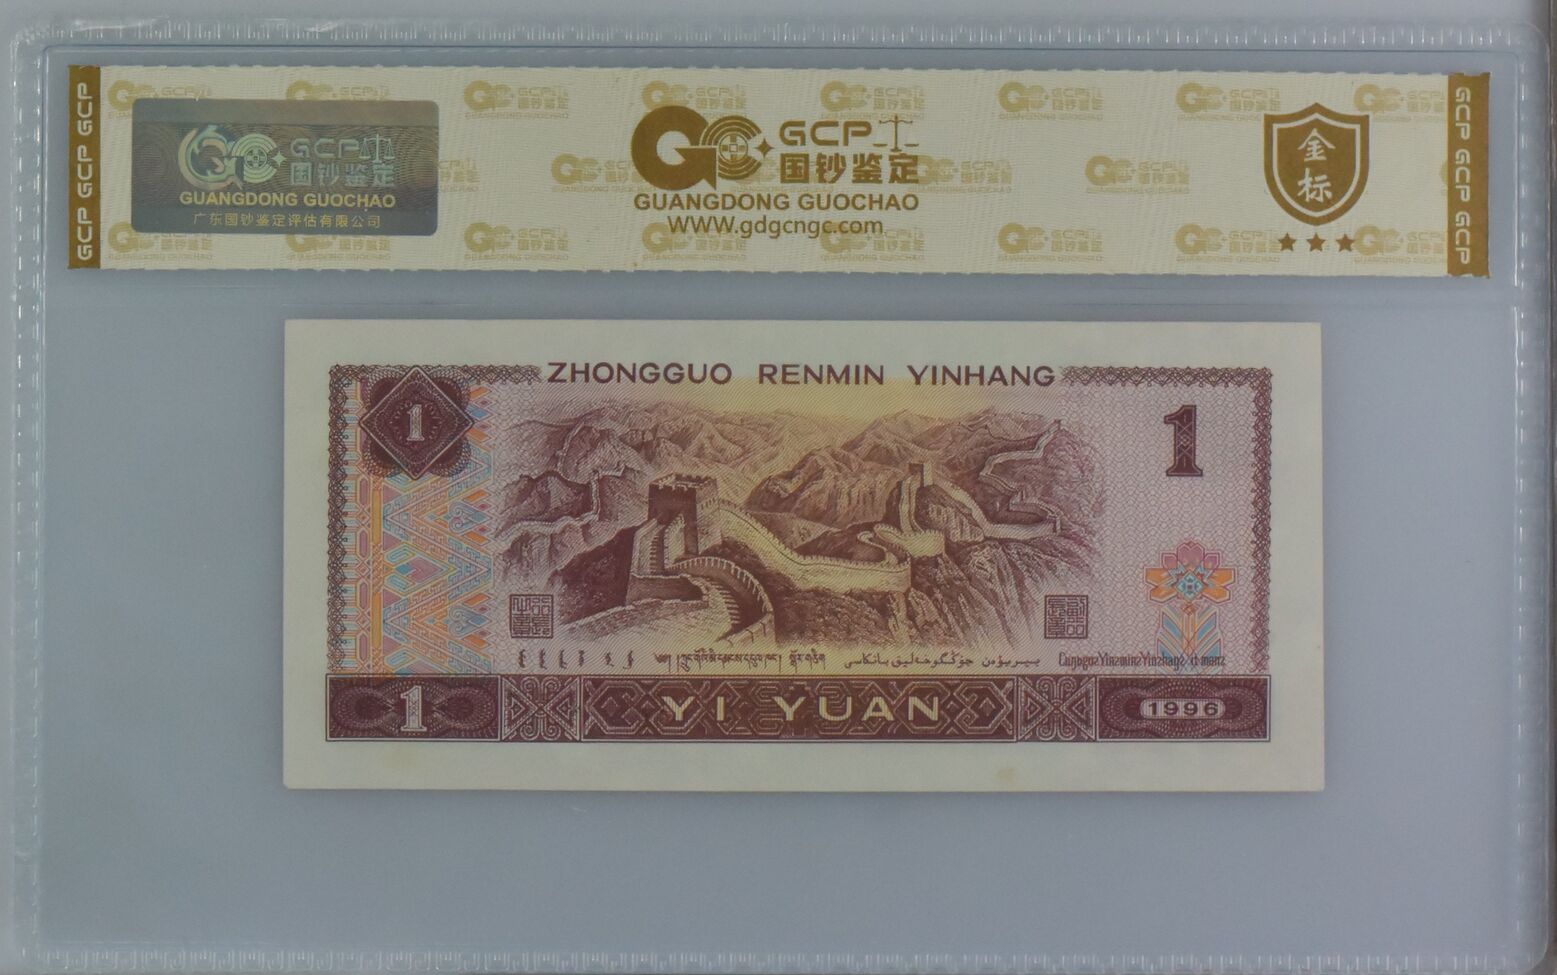 GCP GCP GCP
GCP
国钞鉴定
GUANGDONG GUOCHAO
广东国钞鉴定评估有限公司
GCP
国钞鉴定
GUANGDONG GUOCHAO
WWW.gdgcngc.com
金标
GCP GCP GCP
ZHONGGUO RENMIN YINHANG
1
1
YI YUAN
1
1996